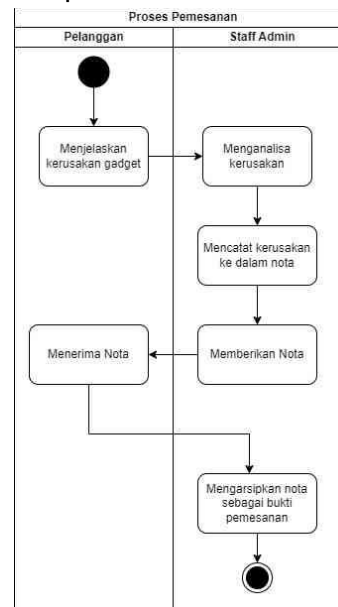 Proses Pemesanan
Pelanggan
Staff Admin
Menjelaskan
kerusakan gadget
Menganalisa
kerusakan
Mencatat kerusakan
ke dalam nota
Memberikan Nota
Menerima Nota
Mengarsipkan nota
sebagai bukti
pemesanan